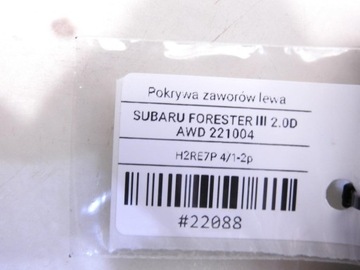 Pokrywa zaworów lewa
SUBARU FORESTER III 2.0D
AWD 221004
H2RE7P 4/1-2p
#22088